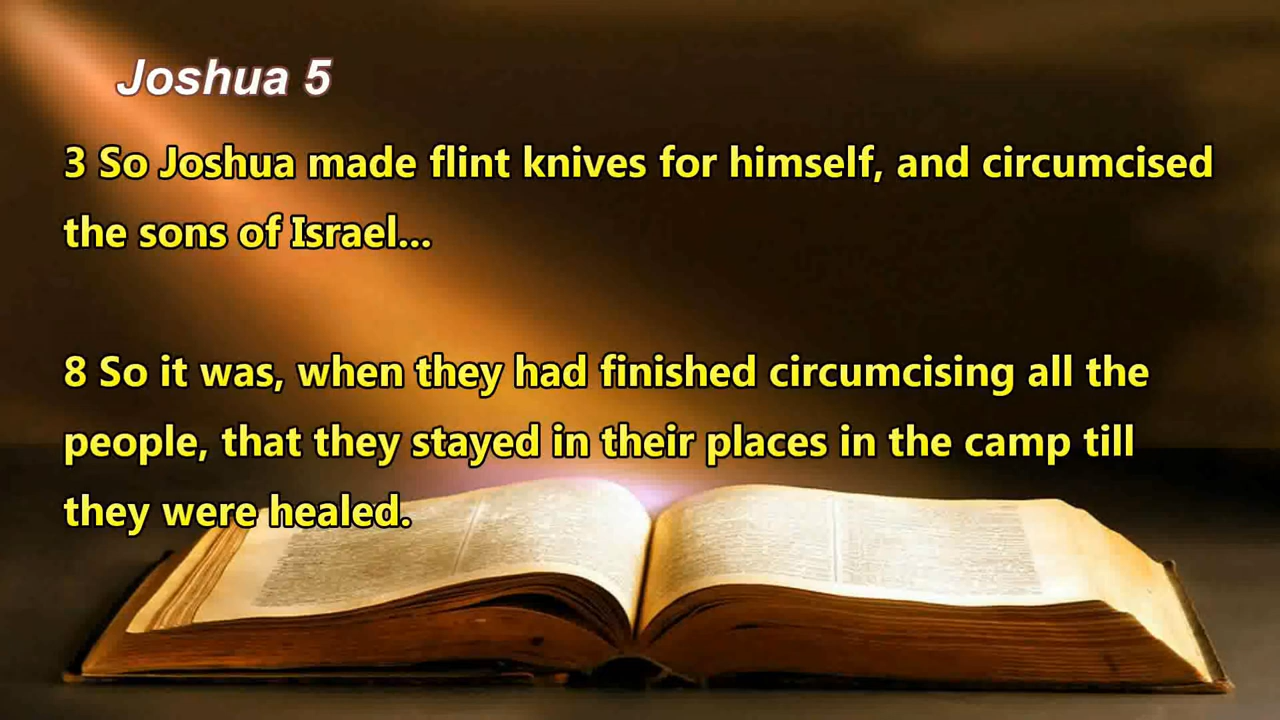 Joshua 5
3 So Joshua made flint knives for himself, and circumcised
the sons of Israel...
8 So it was, when they had finished circumcising all the
people, that they stayed in their places in the camp till
they were healed.